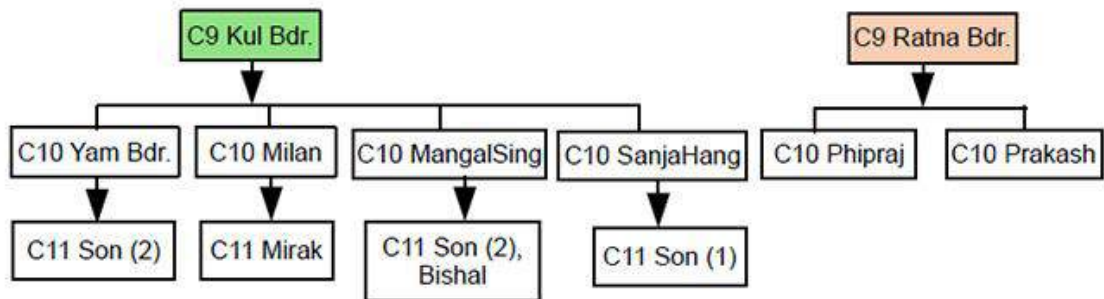 C9 Kul Bdr.
C9 Ratna Bdr.
C10 Yam Bdr.
C10 Milan
C10 MangalSing
C10 SanjaHang
C10 Phipraj
C10 Prakash
C11 Son (2)
C11 Mirak
C11 Son (2),
Bishal
C11 Son (1)